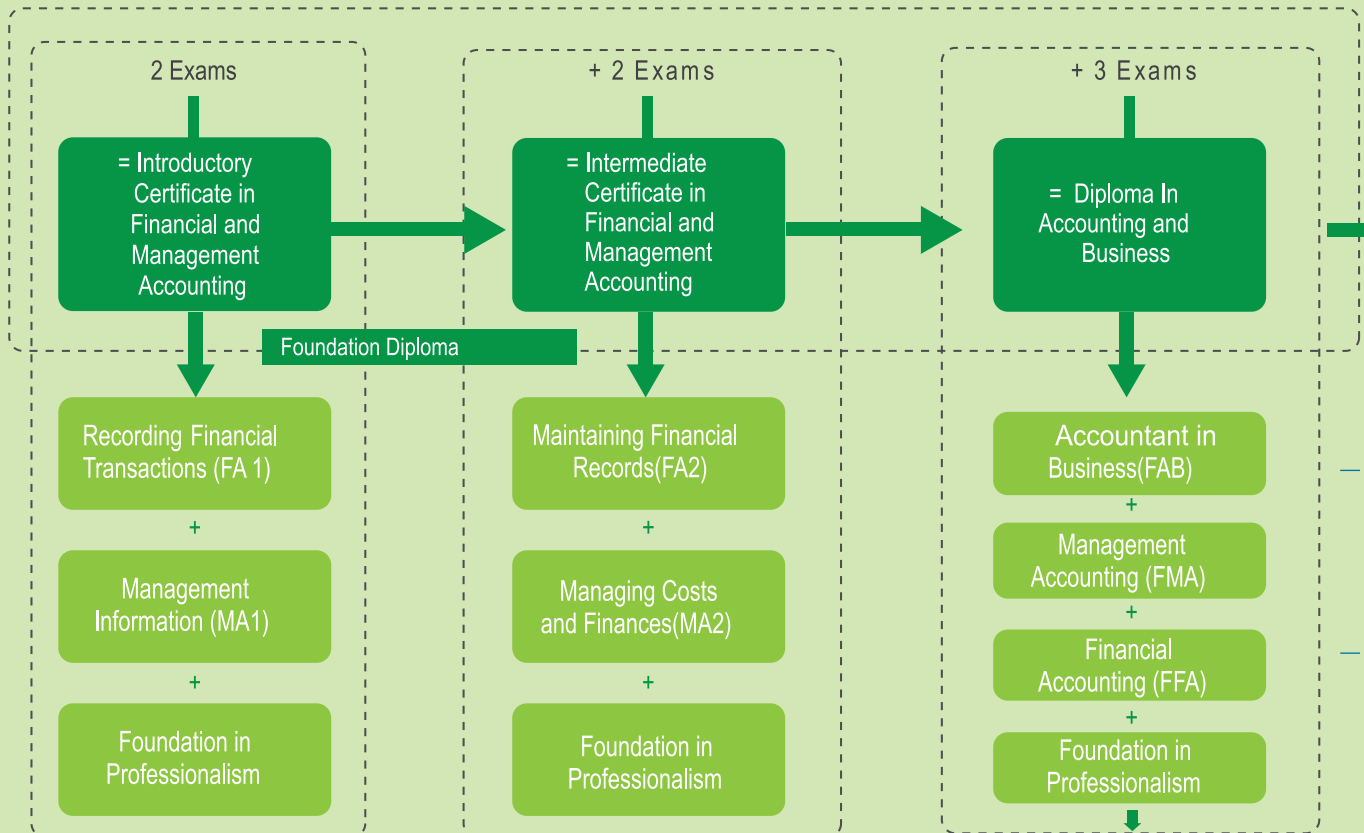 2 Exams
= Introductory
Certificate in
Financial and
Management
Accounting
+ 2 Exams
= Intermediate
Certificate in
Financial and
Management
Accounting
+ 3 Exams
= Diploma In
Accounting and
Business
Foundation Diploma
Recording Financial
Transactions (FA 1)
+
Management
Information (MA1)
+
Foundation in
Professionalism
Maintaining Financial
Records(FA2)
+
Managing Costs
and Finances(MA2)
+
Foundation in
Professionalism
Accountant in
Business(FAB)
+
Management
Accounting (FMA)
+
Financial
Accounting (FFA)
+
Foundation in
Professionalism